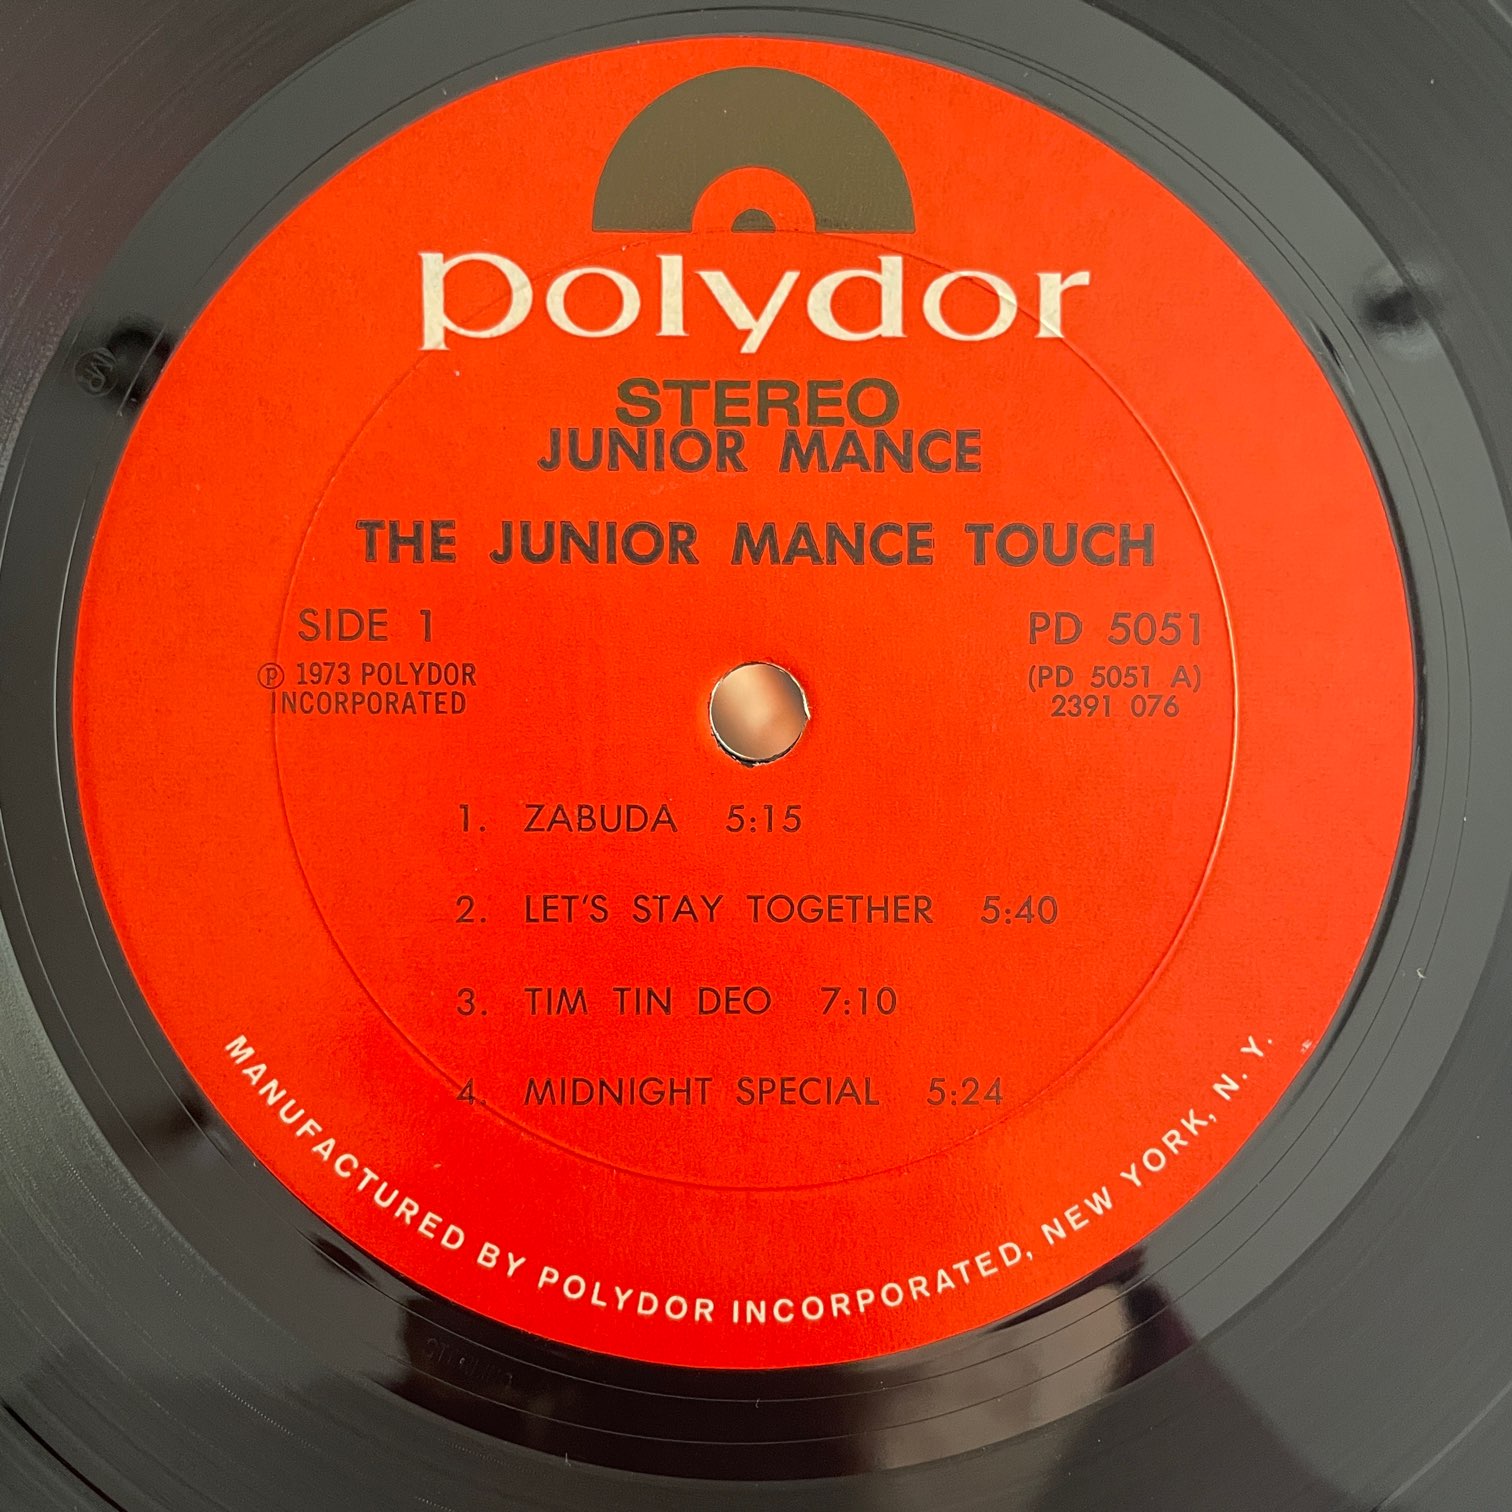 polydor
STEREO
JUNIOR MANCE
THE JUNIOR MANCE TOUCH
SIDE 1
℗ 1973 POLYDOR
INCORPORATED
PD 5051
(PD 5051 A)
2391 076
1. ZABUDA 5:15
2. LET'S STAY TOGETHER 5:40
3. TIM TIN DEO 7:10
4. MIDNIGHT SPECIAL 5:24
MANUFACTURED BY POLYDOR INCORPORATED, NEW YORK, N. Y.